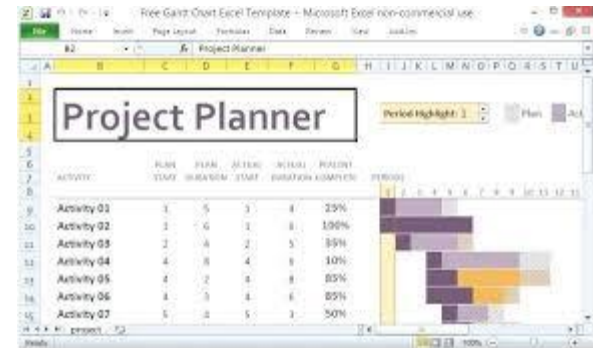 Free Gantt Chart Excel Template - Microsoft Excel non-commercial use
File Home Insert Page Layout Formulas Data Review View
B2 fx Project Planner
A B C D E F G H I J K L M N O P Q R S T U
Project Planner
Period Highlight: 1 Plan
PLAN PLAN ACTUAL ACTUAL PERCENT
ACTIVITY START DURATION START DURATION COMPLETE PERIODS
Activity 01 1 5 1 4 25%
Activity 02 1 6 1 6 100%
Activity 03 2 4 2 5 35%
Activity 04 4 8 4 6 10%
Activity 05 4 2 4 8 85%
Activity 06 4 3 4 6 85%
Activity 07 5 4 5 3 50%
project
Ready 100%